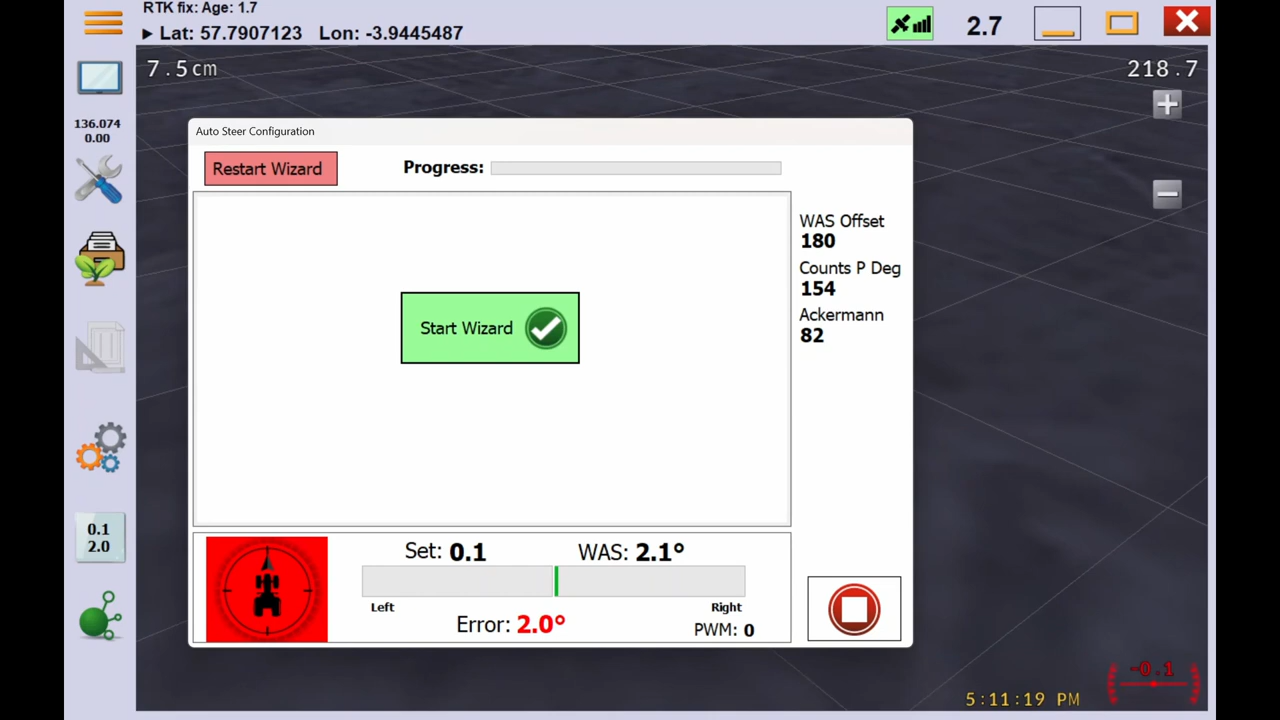 RTK fix: Age: 1.7
Lat: 57.7907123 Lon: -3.9445487
2.7
7.5cm
218.7
136.074
0.00
Auto Steer Configuration
Restart Wizard
Progress:
WAS Offset
180
Counts P Deg
154
Ackermann
82
Start Wizard
0.1
2.0
Set: 0.1
WAS: 2.1°
Left
Right
Error: 2.0°
PWM: 0
-0.1
5:11:19 PM